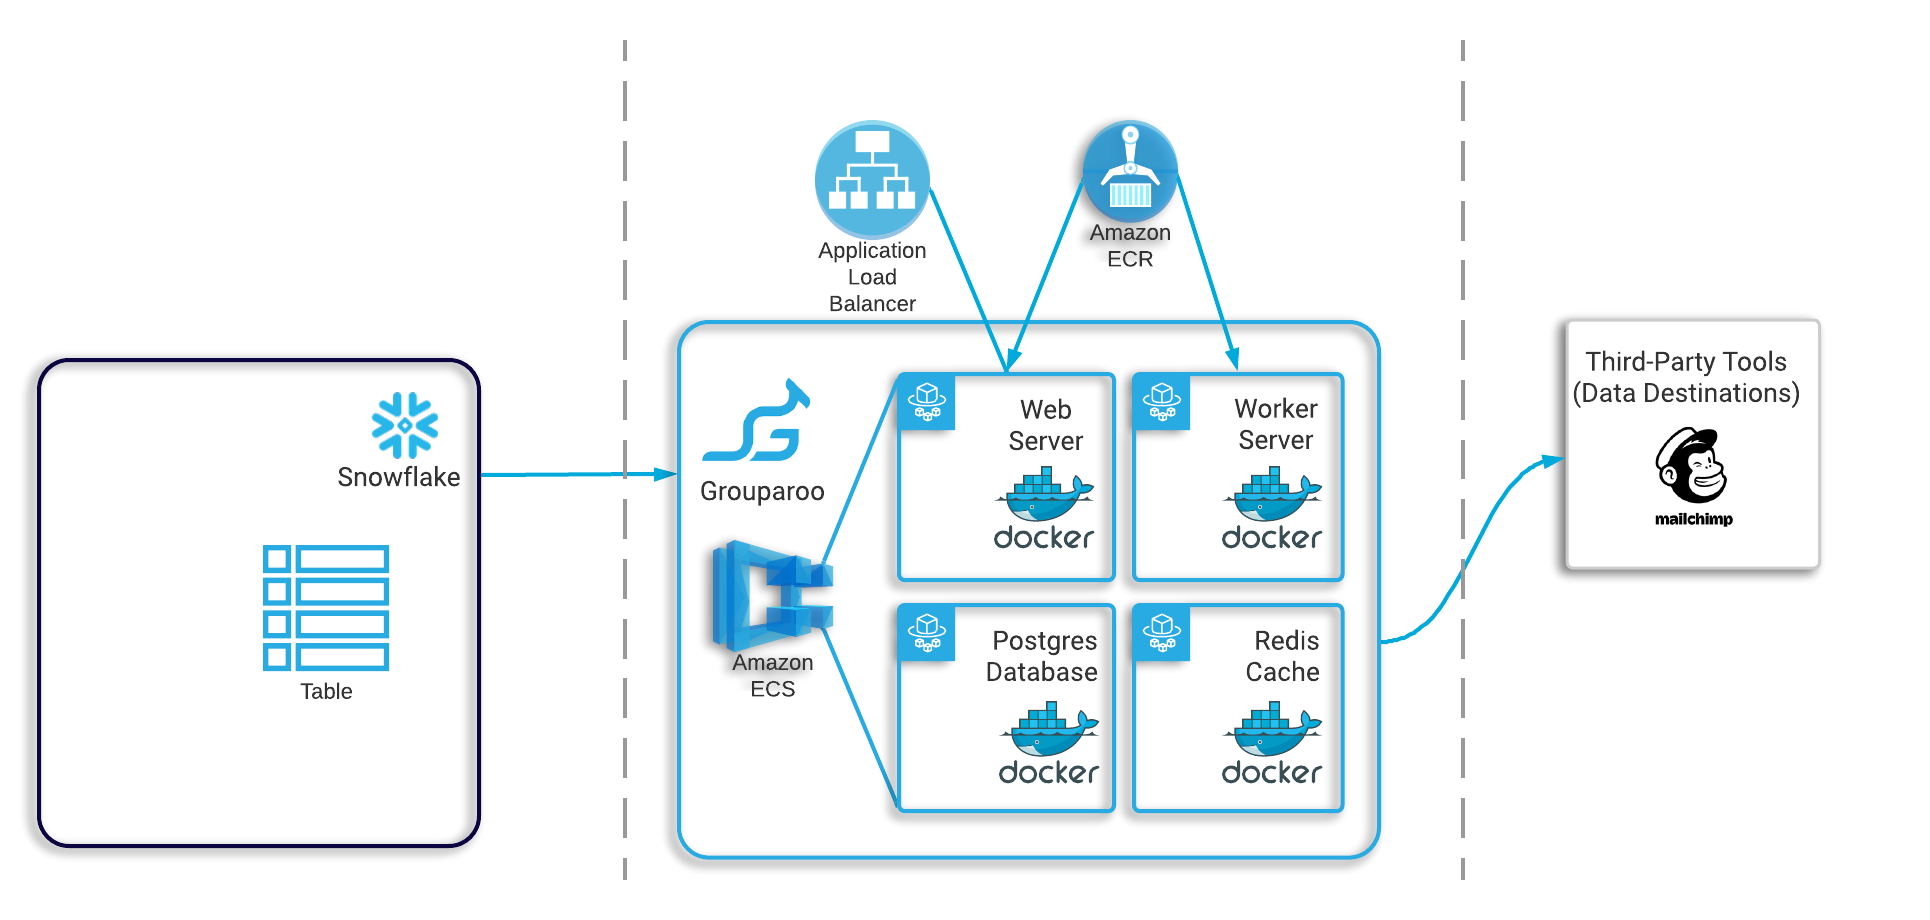 Application
Load
Balancer
Amazon
ECR
Snowflake
Table
Grouparoo
Amazon
ECS
Web
Server
docker
Worker
Server
docker
Postgres
Database
docker
Redis
Cache
docker
Third-Party Tools
(Data Destinations)
mailchimp